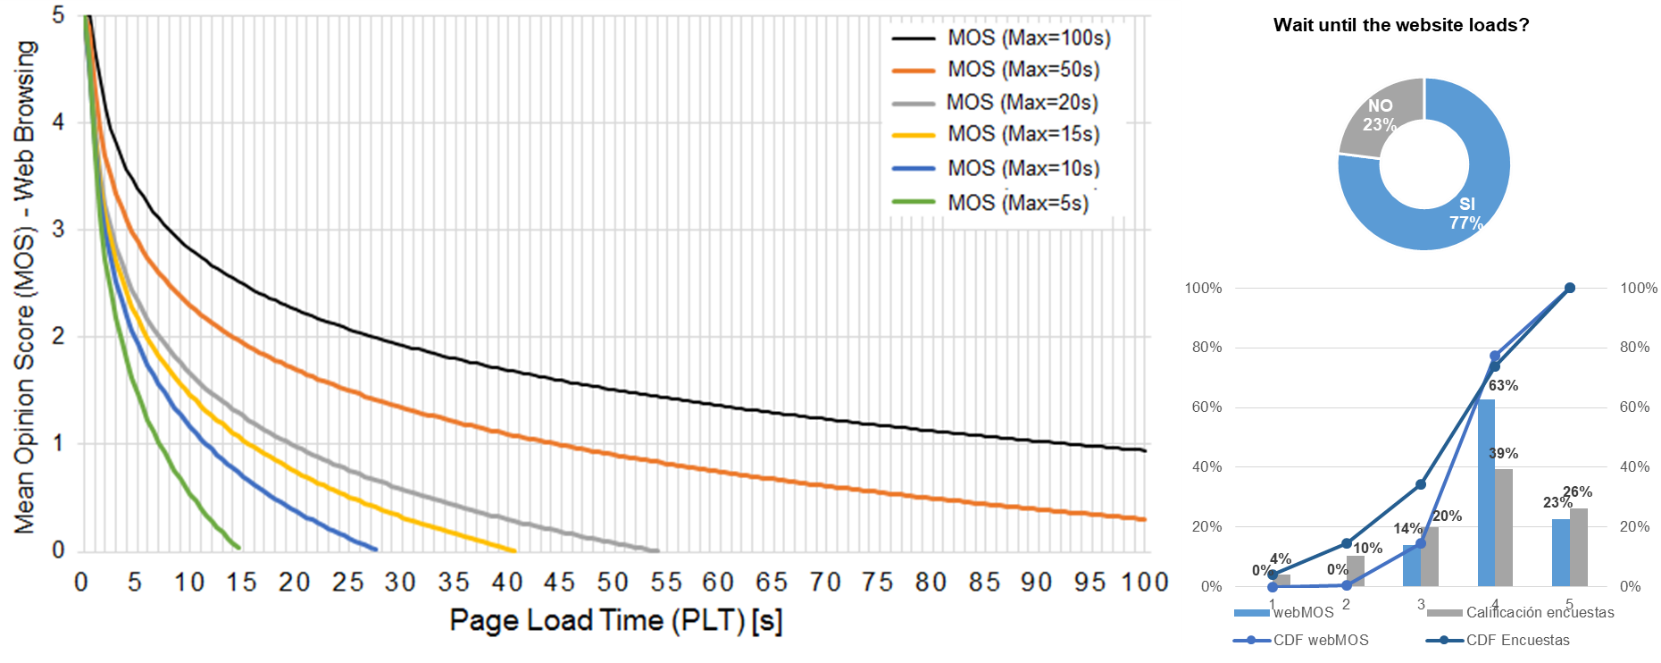 5
4
3
2
1
0
Mean Opinion Score (MOS) - Web Browsing
MOS (Max=100s)
MOS (Max=50s)
MOS (Max=20s)
MOS (Max=15s)
MOS (Max=10s)
MOS (Max=5s)
0 5 10 15 20 25 30 35 40 45 50 55 60 65 70 75 80 85 90 95 100
Page Load Time (PLT) [s]
Wait until the website loads?
NO
23%
SI
77%
100% 100%
80% 80%
63%
60% 60%
39%
40% 40%
23% 26%
14% 20%
20% 20%
0% 4% 0% 10%
0% 0%
1 2 3 4 5
webMOS Calificación encuestas
CDF webMOS CDF Encuestas